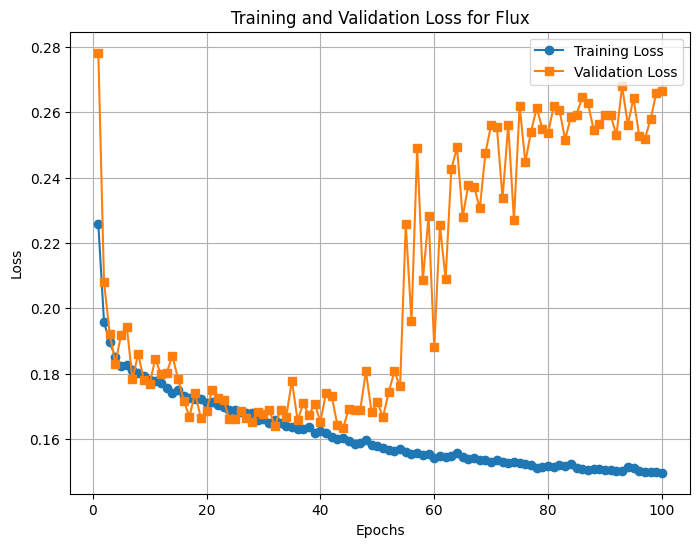 Training and Validation Loss for Flux
Training Loss
Validation Loss
0.28
0.26
0.24
0.22
0.20
0.18
0.16
Loss
0
20
40
60
80
100
Epochs